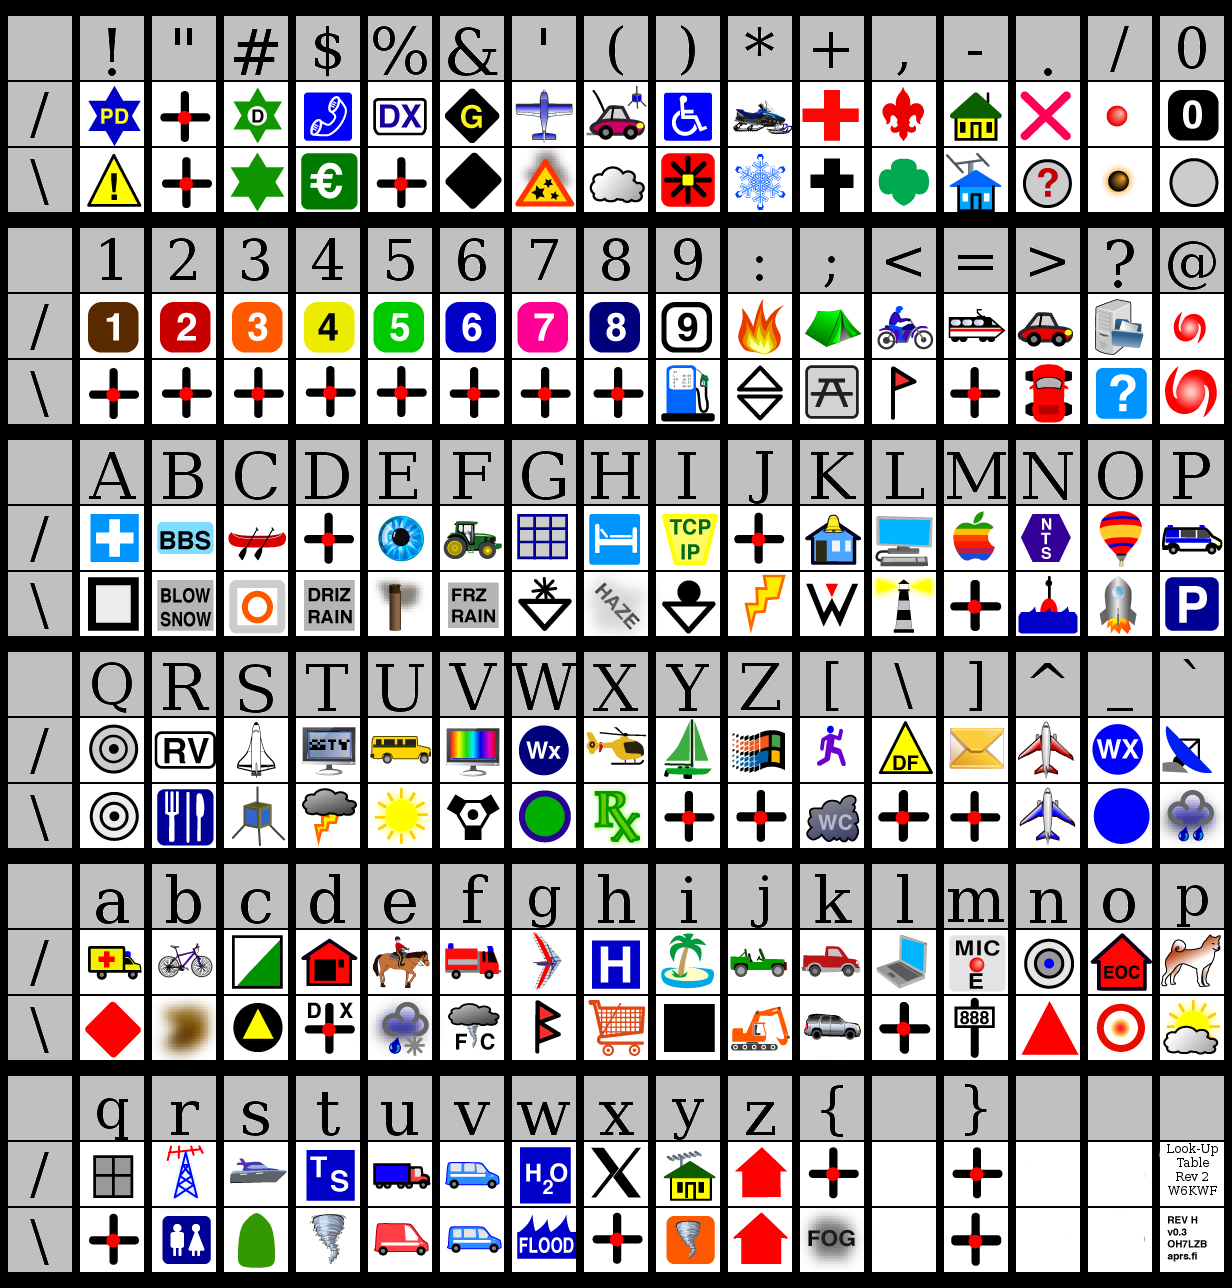 ! " # $ % & ' ( ) * + , - . / 0
/ PD D DX G 0
\ ! € ?
1 2 3 4 5 6 7 8 9 : ; < = > ? @
/ 1 2 3 4 5 6 7 8 9
\ ?
A B C D E F G H I J K L M N O P
/ BBS TCP IP NTS
\ BLOW SNOW DRIZ RAIN FRZ RAIN HAZE W P
Q R S T U V W X Y Z [ \ ] ^ _ `
/ RV Wx DF WX
\ Rx WC
a b c d e f g h i j k l m n o p
/ H MIC E EOC
\ D X F C L 888
q r s t u v w x y z { }
/ TS H2O X Look-Up Table Rev 2 W6KWF
\ FLOOD FOG REV H v0.3 OH7LZB aprs.fi